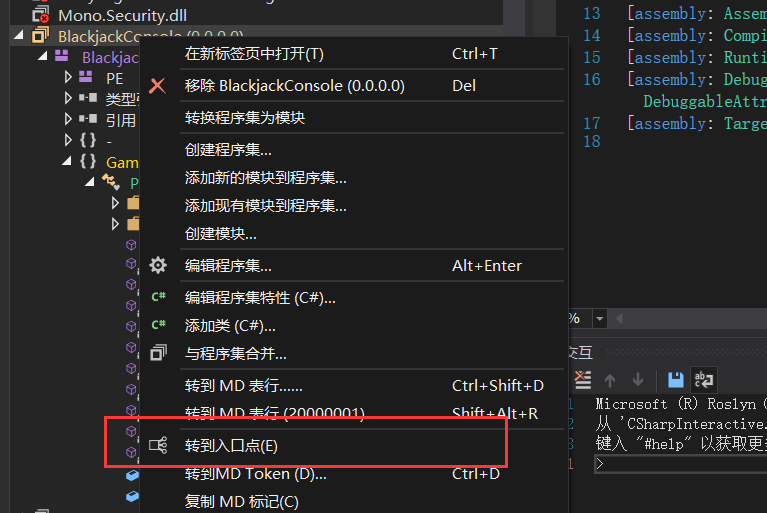 Mono.Security.dll
BlackjackConsole (0.0.0.0)
Blackjac
PE
类型
引用
{ } -
{ } Gam
P
在新标签页中打开(T) Ctrl+T
移除 BlackjackConsole (0.0.0.0) Del
转换程序集为模块
创建程序集...
添加新的模块到程序集...
添加现有模块到程序集...
创建模块...
编辑程序集... Alt+Enter
C# 编辑程序集特性 (C#)...
C# 添加类 (C#)...
与程序集合并...
转到 MD 表行...... Ctrl+Shift+D
转到 MD 表行 (20000001) Shift+Alt+R
转到入口点(E)
转到MD Token (D)... Ctrl+D
复制 MD 标记(C)
13 [assembly: Assem
14 [assembly: Compi
15 [assembly: Runti
16 [assembly: Debug
DebuggableAttr
17 [assembly: Targe
18
%
交互
1 Microsoft (R) Roslyn
2 从 'CSharpInteractive.
3 键入 "#help" 以获取更
>